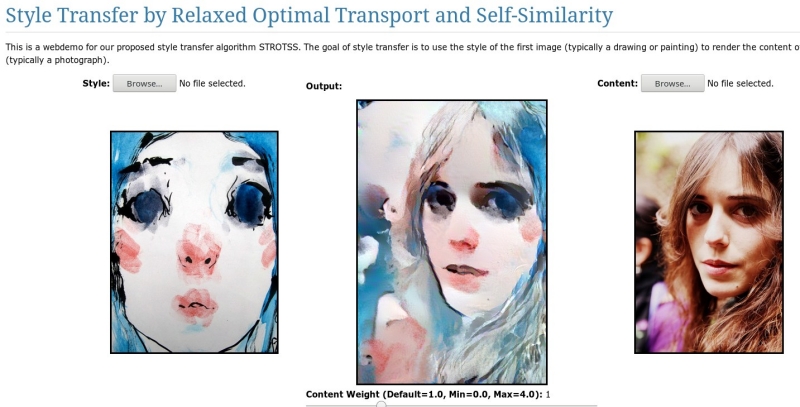 Style Transfer by Relaxed Optimal Transport and Self-Similarity
This is a webdemo for our proposed style transfer algorithm STROTSS. The goal of style transfer is to use the style of the first image (typically a drawing or painting) to render the content o
(typically a photograph).
Style: Browse... No file selected.
Output:
Content: Browse... No file selected.
Content Weight (Default=1.0, Min=0.0, Max=4.0): 1